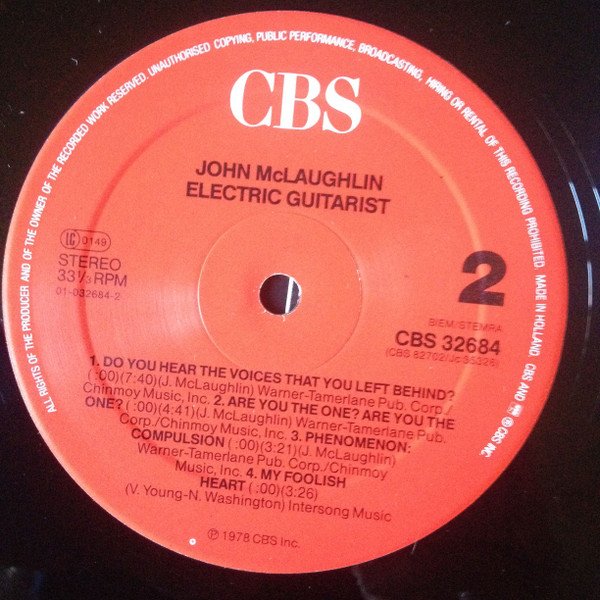 ALL RIGHTS OF THE PRODUCER AND OF THE OWNER OF THE RECORDED WORK RESERVED. UNAUTHORISED COPYING, PUBLIC PERFORMANCE, BROADCASTING, HIRING OR RENTAL OF THIS RECORDING PROHIBITED. MADE IN HOLLAND CBS AND ® CBS INC.
CBS
JOHN McLAUGHLIN
ELECTRIC GUITARIST
LC 0149
STEREO
33⅓ RPM
01-032684-2
2
BIEM/STEMRA
CBS 32684
(CBS 82702/Jc 35326)
1. DO YOU HEAR THE VOICES THAT YOU LEFT BEHIND?
( :00)(7:40)(J. McLaughlin) Warner-Tamerlane Pub. Corp./
Chinmoy Music, Inc. 2. ARE YOU THE ONE? ARE YOU THE
ONE? ( :00)(4:41)(J. McLaughlin) Warner-Tamerlane Pub.
Corp./Chinmoy Music, Inc. 3. PHENOMENON:
COMPULSION ( :00)(3:21)(J. McLaughlin)
Warner-Tamerlane Pub. Corp./Chinmoy
Music, Inc. 4. MY FOOLISH
HEART ( :00)(3:26)
(V. Young-N. Washington) Intersong Music
℗ 1978 CBS Inc.